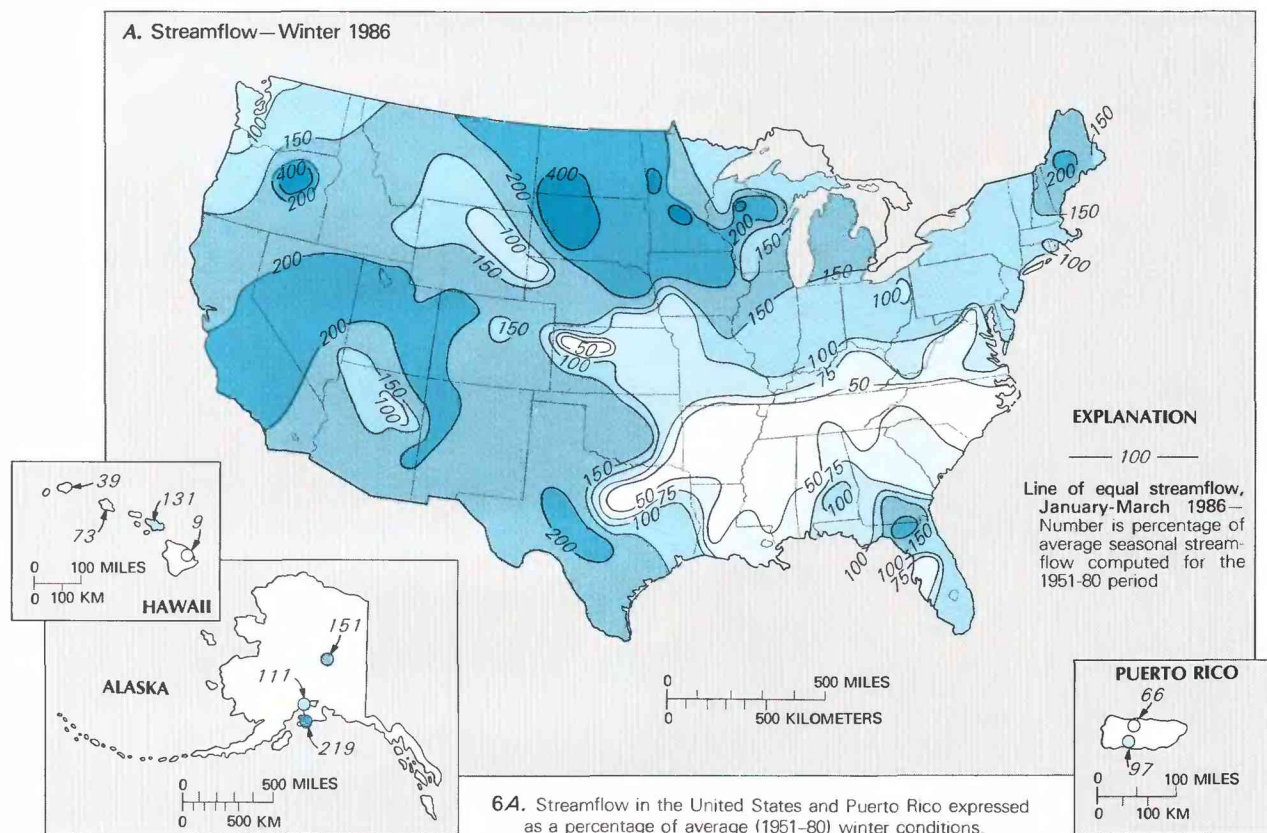 A. Streamflow—Winter 1986
100
150
400
200
200
200
150
100
200
100
150
150
400
200
50
100
200
150
150
150
100
75
50
100
150
200
150
100
150
50
75
100
200
50
75
100
100
150
100
75
EXPLANATION
100
Line of equal streamflow,
January-March 1986—
Number is percentage of
average seasonal stream-
flow computed for the
1951-80 period
39
131
73
9
0 100 MILES
0 100 KM
HAWAII
151
111
ALASKA
219
0 500 MILES
0 500 KM
0 500 MILES
0 500 KILOMETERS
PUERTO RICO
66
97
0 100 MILES
0 100 KM
6A. Streamflow in the United States and Puerto Rico expressed
as a percentage of average (1951-80) winter conditions.